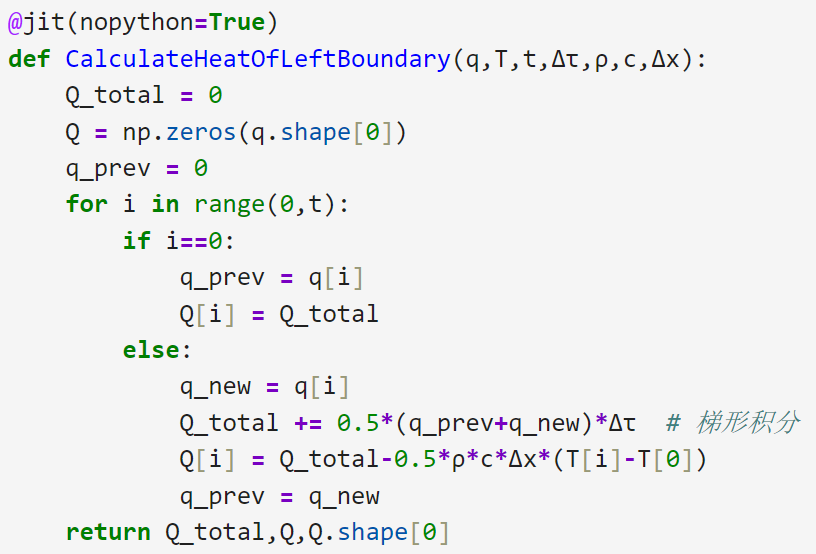 @jit(nopython=True)
def CalculateHeatOfLeftBoundary(q,T,t,Δτ,ρ,c,Δx):
    Q_total = 0
    Q = np.zeros(q.shape[0])
    q_prev = 0
    for i in range(0,t):
        if i==0:
            q_prev = q[i]
            Q[i] = Q_total
        else:
            q_new = q[i]
            Q_total += 0.5*(q_prev+q_new)*Δτ  # 梯形积分
            Q[i] = Q_total-0.5*ρ*c*Δx*(T[i]-T[0])
            q_prev = q_new
    return Q_total,Q,Q.shape[0]